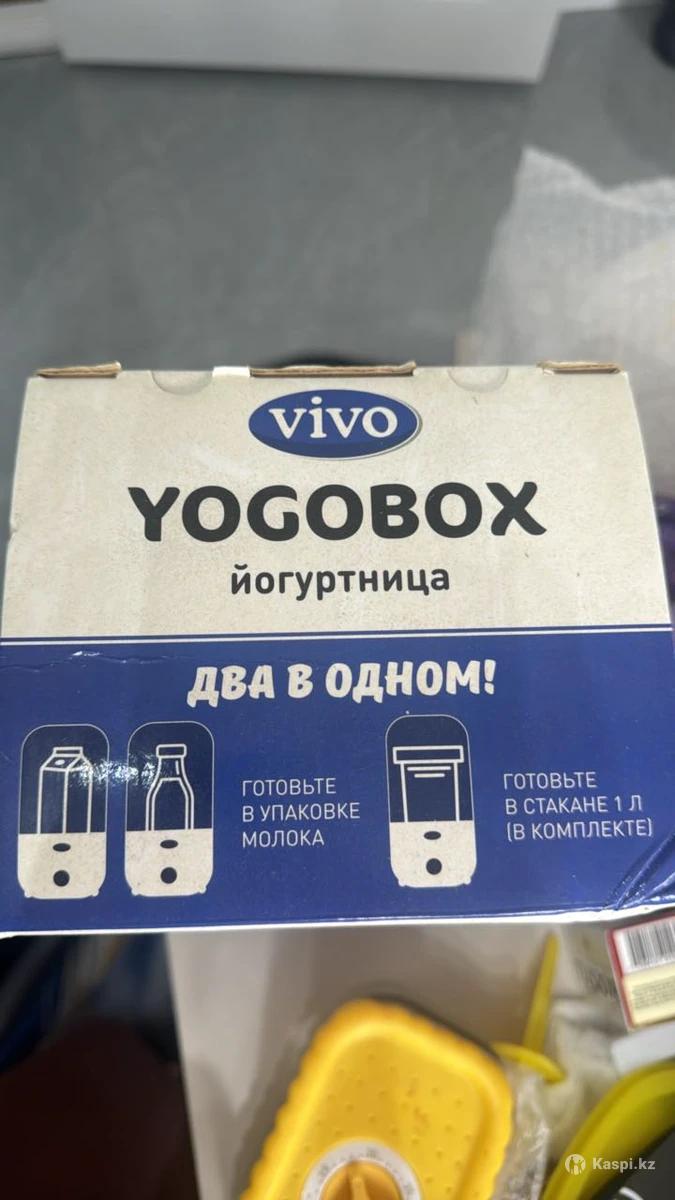 vivo
YOGOBOX
йогуртница
ДВА В ОДНОМ!
ГОТОВЬТЕ
В УПАКОВКЕ
МОЛОКА
ГОТОВЬТЕ
В СТАКАНЕ 1 Л
(В КОМПЛЕКТЕ)
Kaspi.kz